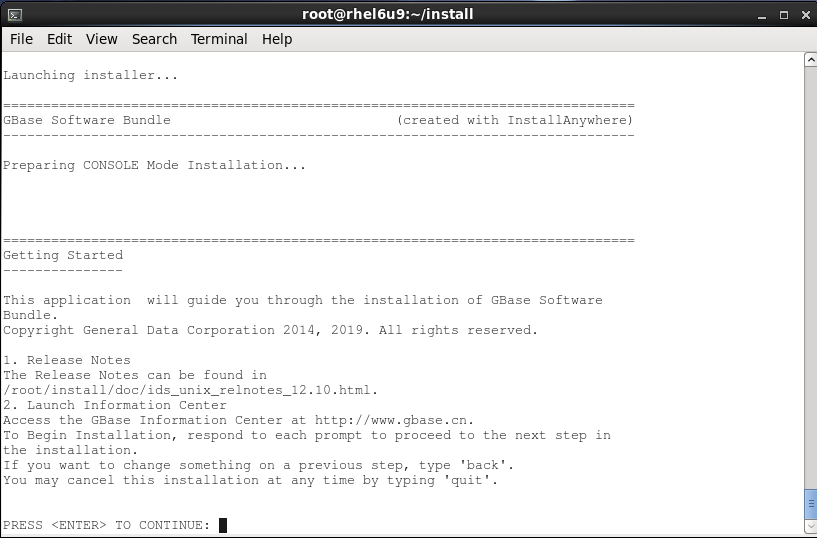 root@rhel6u9:~/install
File Edit View Search Terminal Help
Launching installer...
===============================================================================
GBase Software Bundle                            (created with InstallAnywhere)
-------------------------------------------------------------------------------
Preparing CONSOLE Mode Installation...
===============================================================================
Getting Started
---------------
This application  will guide you through the installation of GBase Software
Bundle.
Copyright General Data Corporation 2014, 2019. All rights reserved.
1. Release Notes
The Release Notes can be found in
/root/install/doc/ids_unix_relnotes_12.10.html.
2. Launch Information Center
Access the GBase Information Center at http://www.gbase.cn.
To Begin Installation, respond to each prompt to proceed to the next step in
the installation.
If you want to change something on a previous step, type 'back'.
You may cancel this installation at any time by typing 'quit'.
PRESS <ENTER> TO CONTINUE: